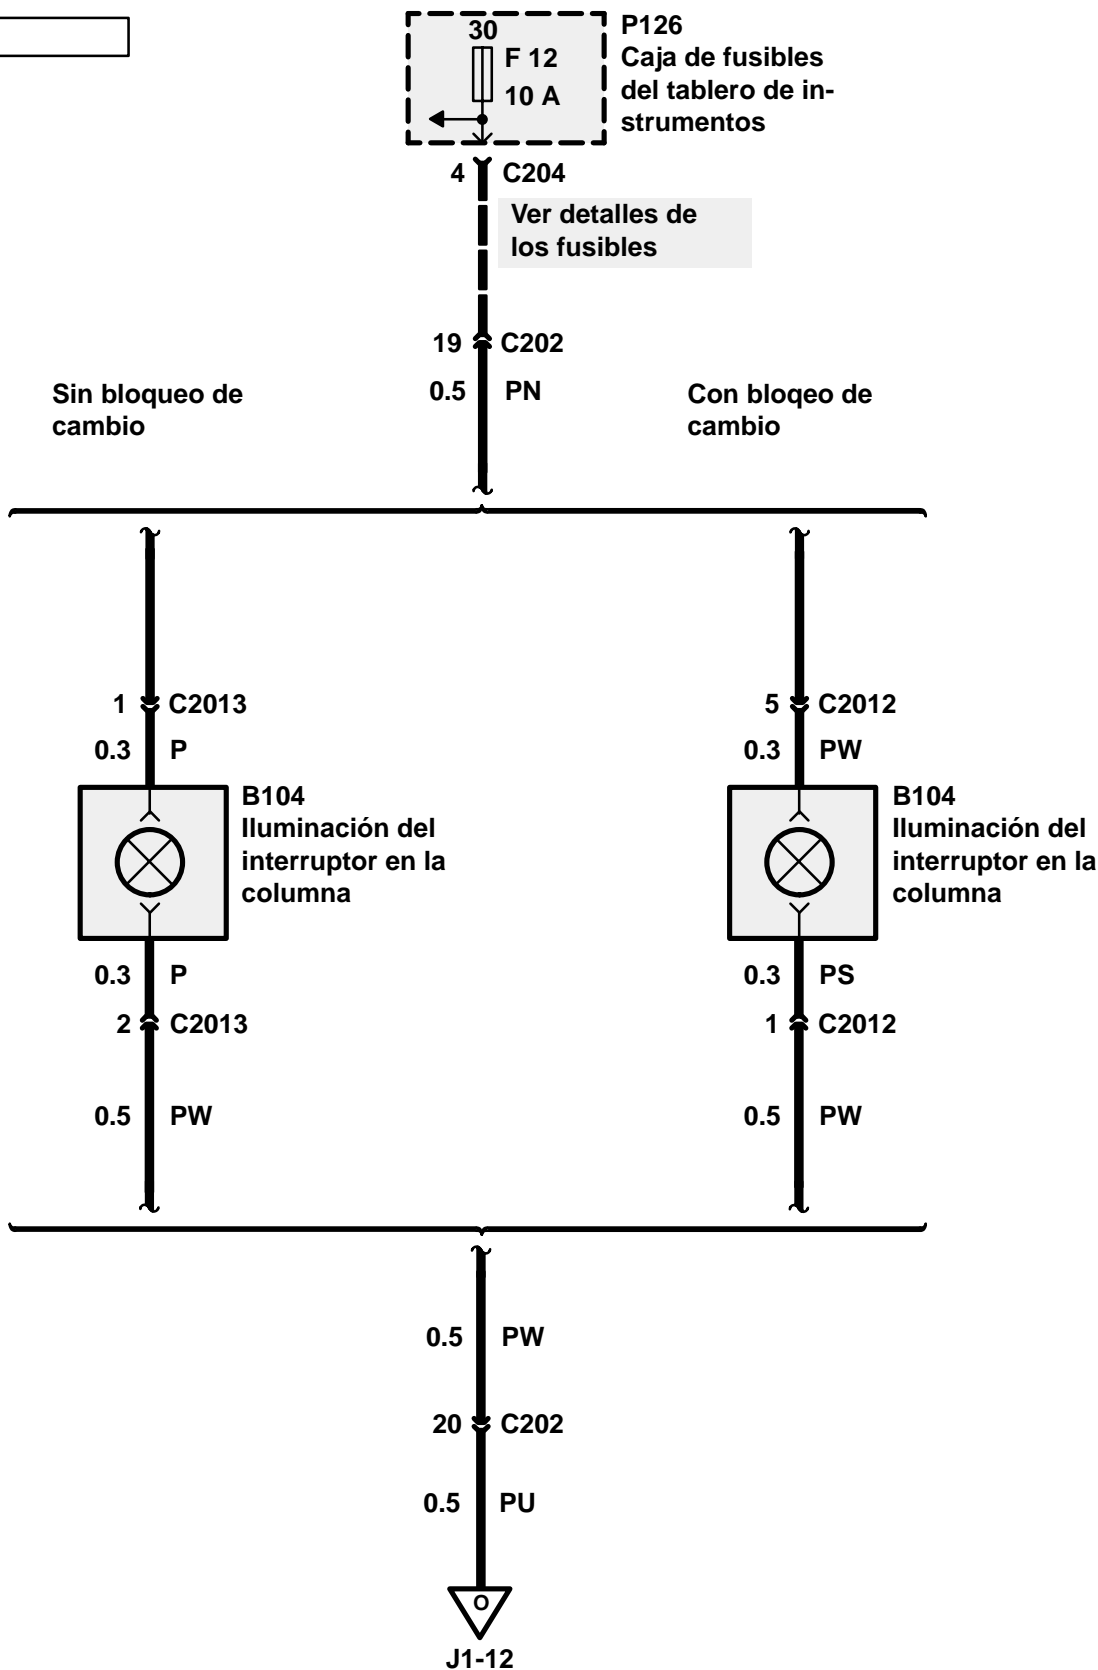 30
F 12
10 A
P126
Caja de fusibles
del tablero de in-
strumentos
4 C204
Ver detalles de
los fusibles
19 C202
0.5 PN
Sin bloqueo de
cambio
Con bloqeo de
cambio
1 C2013
0.3 P
B104
Iluminación del
interruptor en la
columna
0.3 P
2 C2013
0.5 PW
5 C2012
0.3 PW
B104
Iluminación del
interruptor en la
columna
0.3 PS
1 C2012
0.5 PW
0.5 PW
20 C202
0.5 PU
O
J1-12